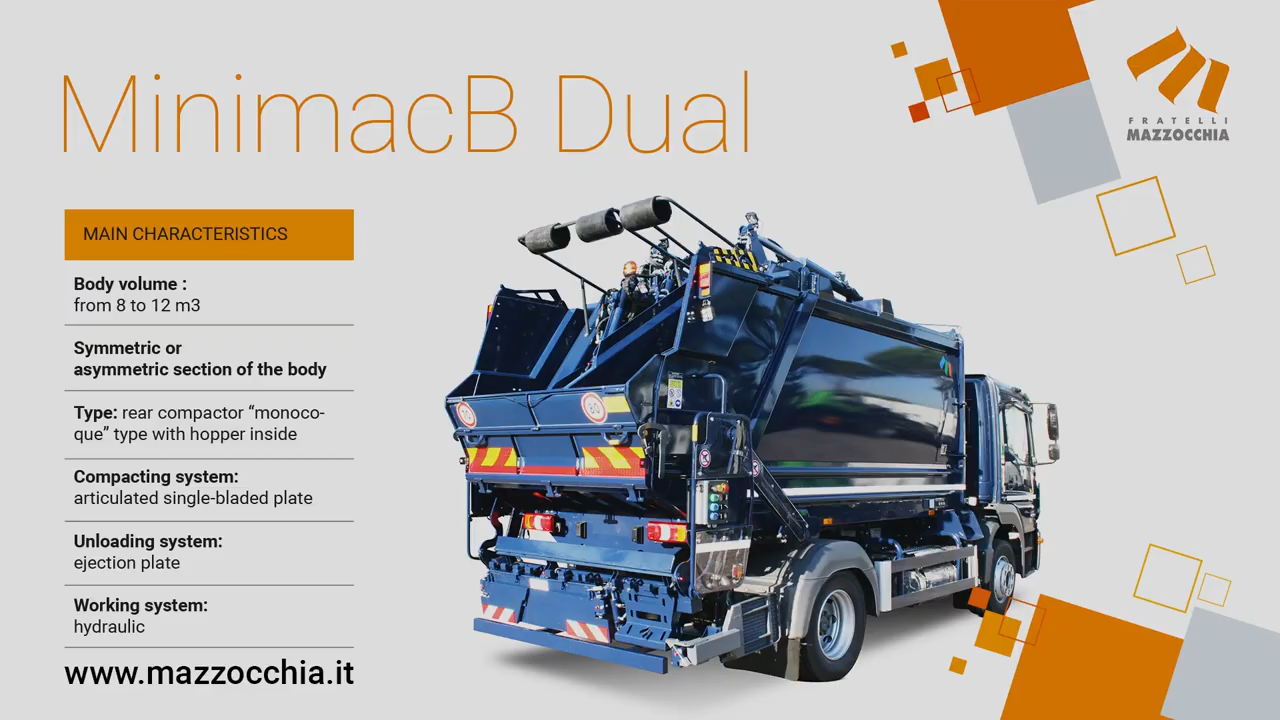 MinimacB Dual
FRATELLI
MAZZOCCHIA
MAIN CHARACTERISTICS
Body volume :
from 8 to 12 m3
Symmetric or
asymmetric section of the body
Type: rear compactor “monoco-
que” type with hopper inside
Compacting system:
articulated single-bladed plate
Unloading system:
ejection plate
Working system:
hydraulic
www.mazzocchia.it
80